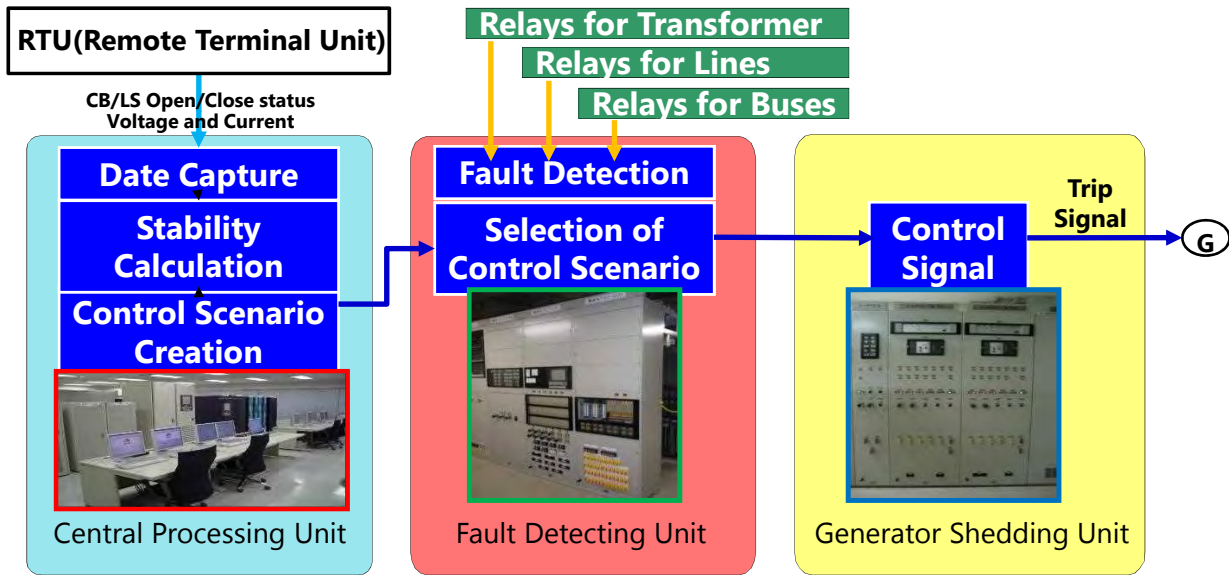 RTU(Remote Terminal Unit)
CB/LS Open/Close status
Voltage and Current
Date Capture
Stability
Calculation
Control Scenario
Creation
Central Processing Unit
Relays for Transformer
Relays for Lines
Relays for Buses
Fault Detection
Selection of
Control Scenario
Fault Detecting Unit
Control
Signal
Generator Shedding Unit
Trip
Signal
G